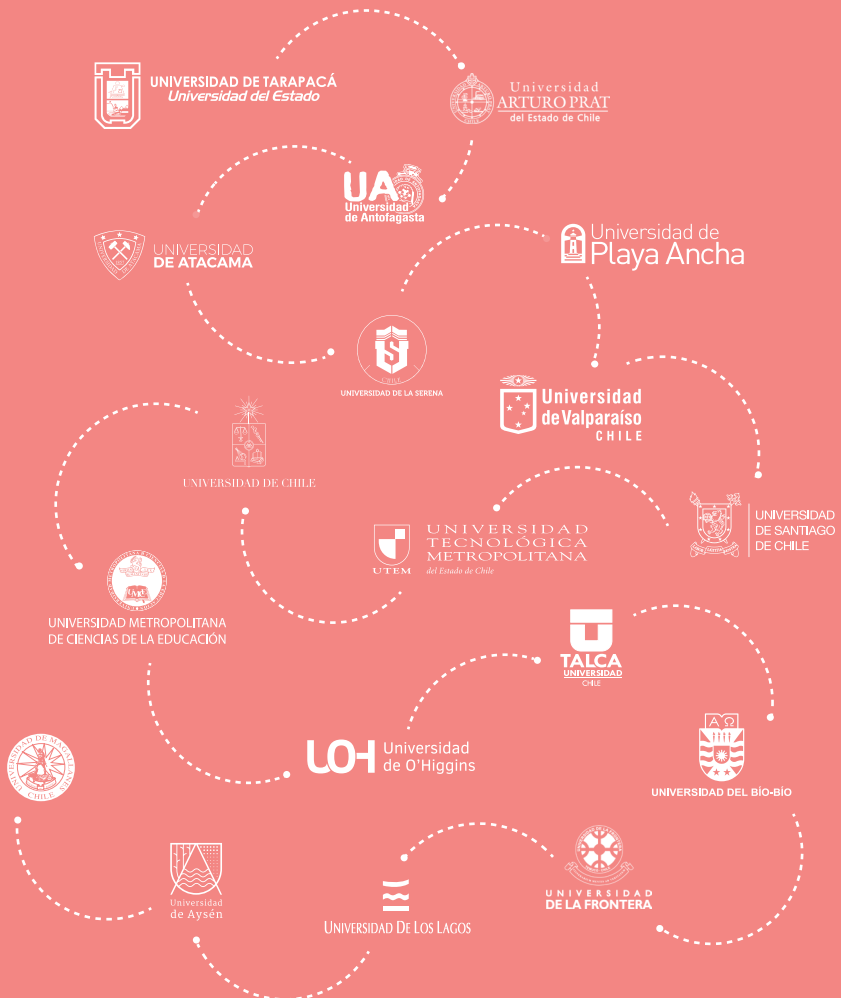 UNIVERSIDAD DE TARAPACÁ
Universidad del Estado
Universidad
ARTURO PRAT
del Estado de Chile
UA
Universidad
de Antofagasta
UNIVERSIDAD
DE ATACAMA
Universidad de
Playa Ancha
CHILE
UNIVERSIDAD DE LA SERENA
Universidad
de Valparaíso
CHILE
UNIVERSIDAD DE CHILE
UNIVERSIDAD
DE SANTIAGO
DE CHILE
UTEM
UNIVERSIDAD
TECNOLÓGICA
METROPOLITANA
del Estado de Chile
UMCE
UNIVERSIDAD METROPOLITANA
DE CIENCIAS DE LA EDUCACIÓN
TALCA
UNIVERSIDAD
CHILE
UOH
Universidad
de O'Higgins
ΑΩ
UNIVERSIDAD DEL BÍO-BÍO
UNIVERSIDAD DE MAGALLANES
CHILE
Universidad
de Aysén
UNIVERSIDAD DE LOS LAGOS
UNIVERSIDAD
DE LA FRONTERA